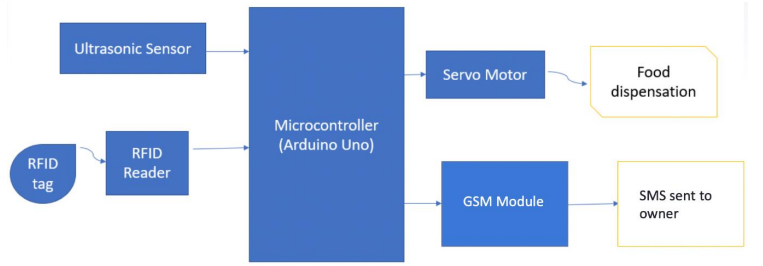 Ultrasonic Sensor
RFID
tag
RFID
Reader
Microcontroller
(Arduino Uno)
Servo Motor
Food
dispensation
GSM Module
SMS sent to
owner